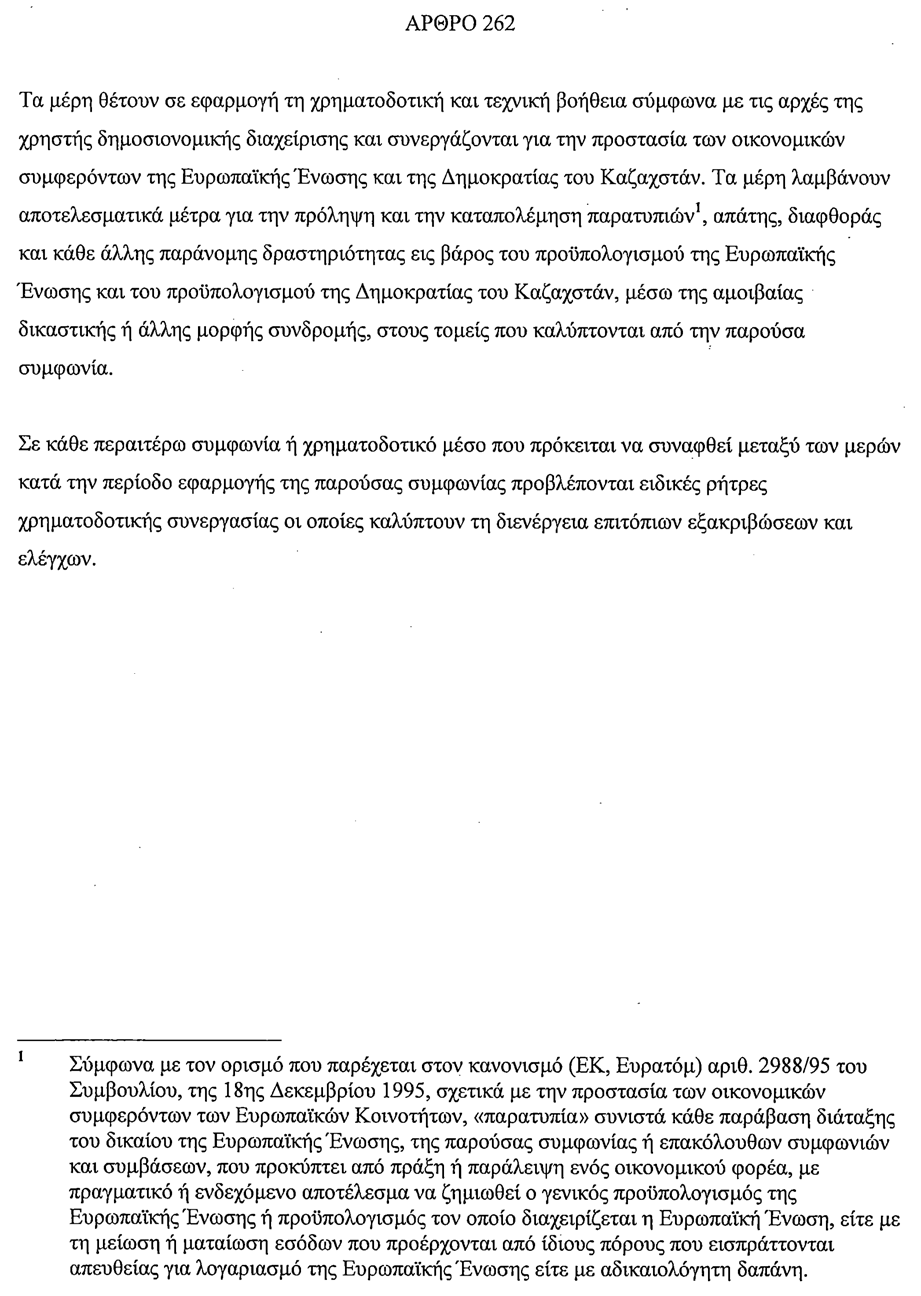 ΑΡΘΡΟ 262
Τα μέρη θέτουν σε εφαρμογή τη χρηματοδοτική και τεχνική βοήθεια σύμφωνα με τις αρχές της
χρηστής δημοσιονομικής διαχείρισης και συνεργάζονται για την προστασία των οικονομικών
συμφερόντων της Ευρωπαϊκής Ένωσης και της Δημοκρατίας του Καζαχστάν. Τα μέρη λαμβάνουν
αποτελεσματικά μέτρα για την πρόληψη και την καταπολέμηση παρατυπιών¹, απάτης, διαφθοράς
και κάθε άλλης παράνομης δραστηριότητας εις βάρος του προϋπολογισμού της Ευρωπαϊκής
Ένωσης και του προϋπολογισμού της Δημοκρατίας του Καζαχστάν, μέσω της αμοιβαίας
δικαστικής ή άλλης μορφής συνδρομής, στους τομείς που καλύπτονται από την παρούσα
συμφωνία.
Σε κάθε περαιτέρω συμφωνία ή χρηματοδοτικό μέσο που πρόκειται να συναφθεί μεταξύ των μερών
κατά την περίοδο εφαρμογής της παρούσας συμφωνίας προβλέπονται ειδικές ρήτρες
χρηματοδοτικής συνεργασίας οι οποίες καλύπτουν τη διενέργεια επιτόπιων εξακριβώσεων και
ελέγχων.
¹ Σύμφωνα με τον ορισμό που παρέχεται στον κανονισμό (ΕΚ, Ευρατόμ) αριθ. 2988/95 του
Συμβουλίου, της 18ης Δεκεμβρίου 1995, σχετικά με την προστασία των οικονομικών
συμφερόντων των Ευρωπαϊκών Κοινοτήτων, «παρατυπία» συνιστά κάθε παράβαση διάταξης
του δικαίου της Ευρωπαϊκής Ένωσης, της παρούσας συμφωνίας ή επακόλουθων συμφωνιών
και συμβάσεων, που προκύπτει από πράξη ή παράλειψη ενός οικονομικού φορέα, με
πραγματικό ή ενδεχόμενο αποτέλεσμα να ζημιωθεί ο γενικός προϋπολογισμός της
Ευρωπαϊκής Ένωσης ή προϋπολογισμός τον οποίο διαχειρίζεται η Ευρωπαϊκή Ένωση, είτε με
τη μείωση ή ματαίωση εσόδων που προέρχονται από ίδιους πόρους που εισπράττονται
απευθείας για λογαριασμό της Ευρωπαϊκής Ένωσης είτε με αδικαιολόγητη δαπάνη.